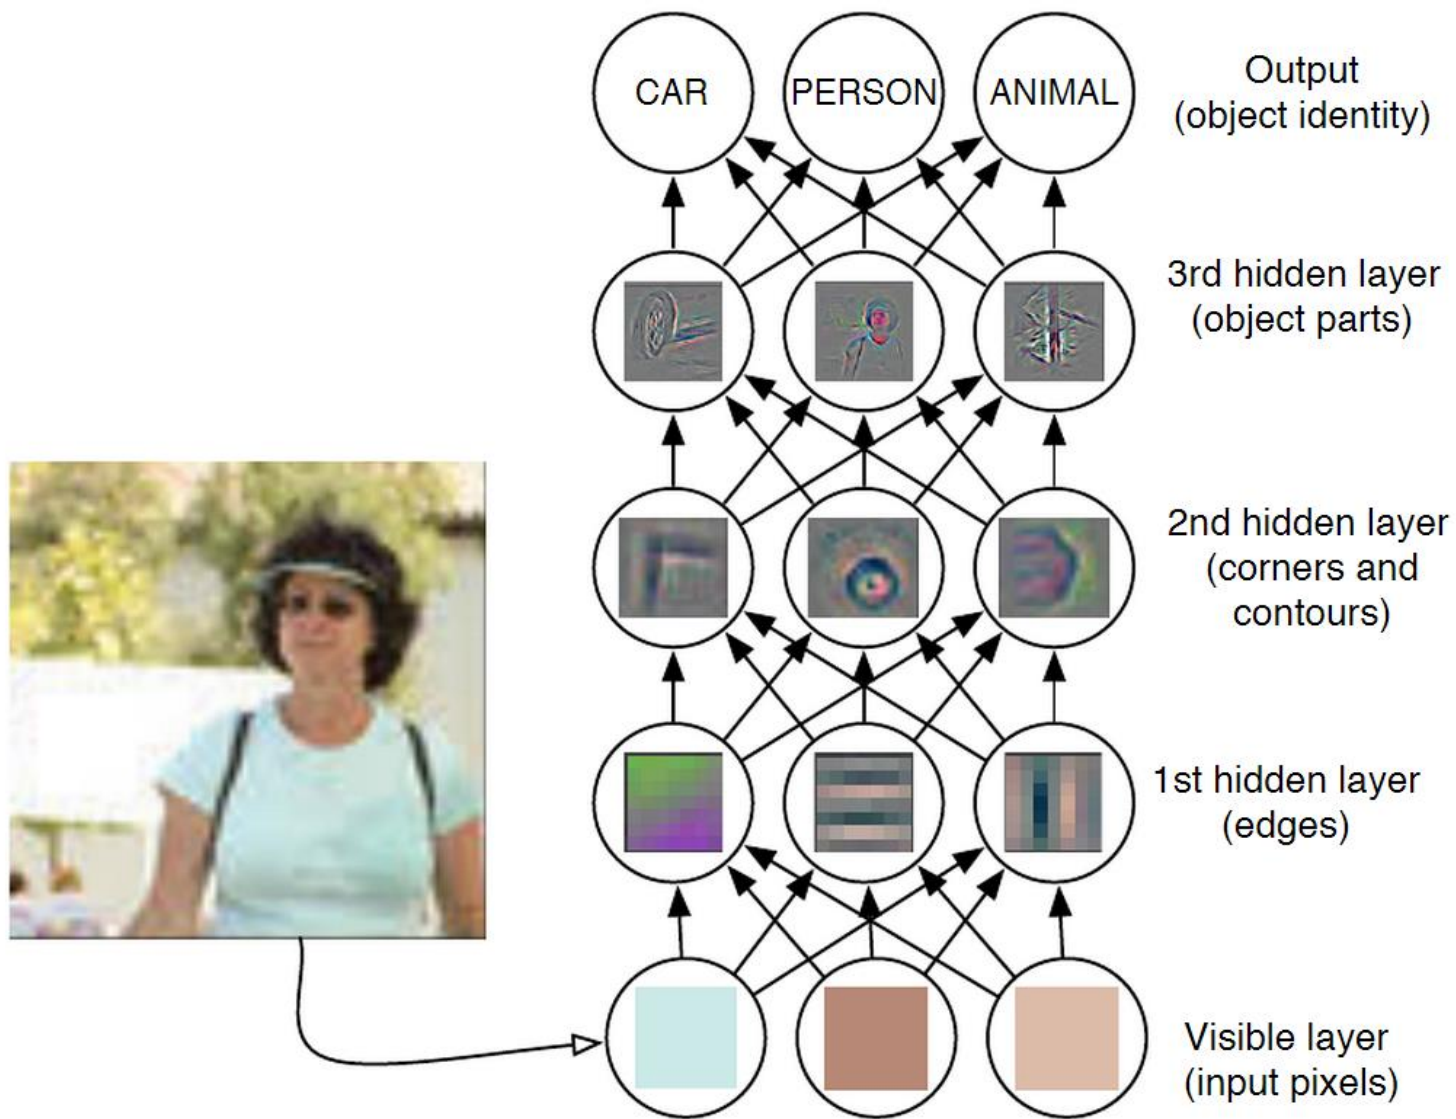 CAR
PERSON
ANIMAL
Output
(object identity)
3rd hidden layer
(object parts)
2nd hidden layer
(corners and
contours)
1st hidden layer
(edges)
Visible layer
(input pixels)